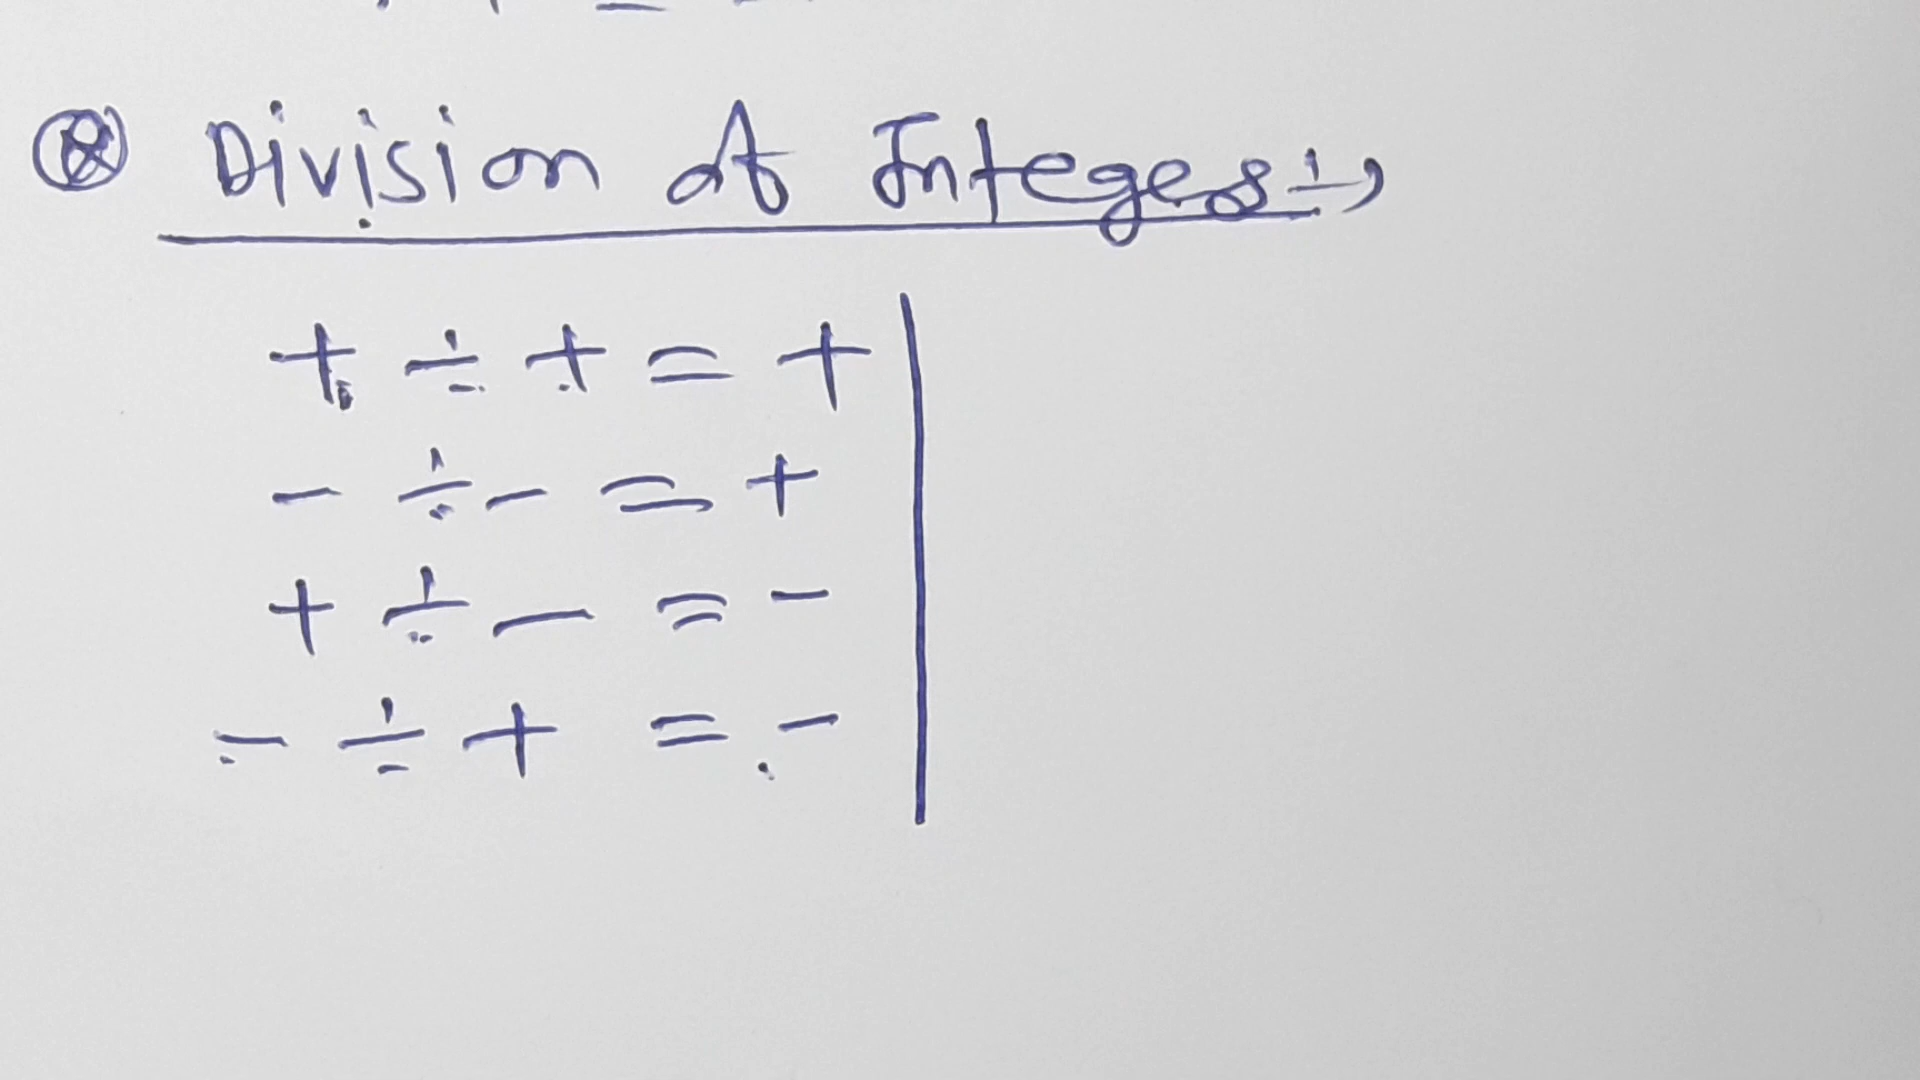 ⊗ Division of Integers:-
+ ÷ + = +
- ÷ - = +
+ ÷ - = -
- ÷ + = -